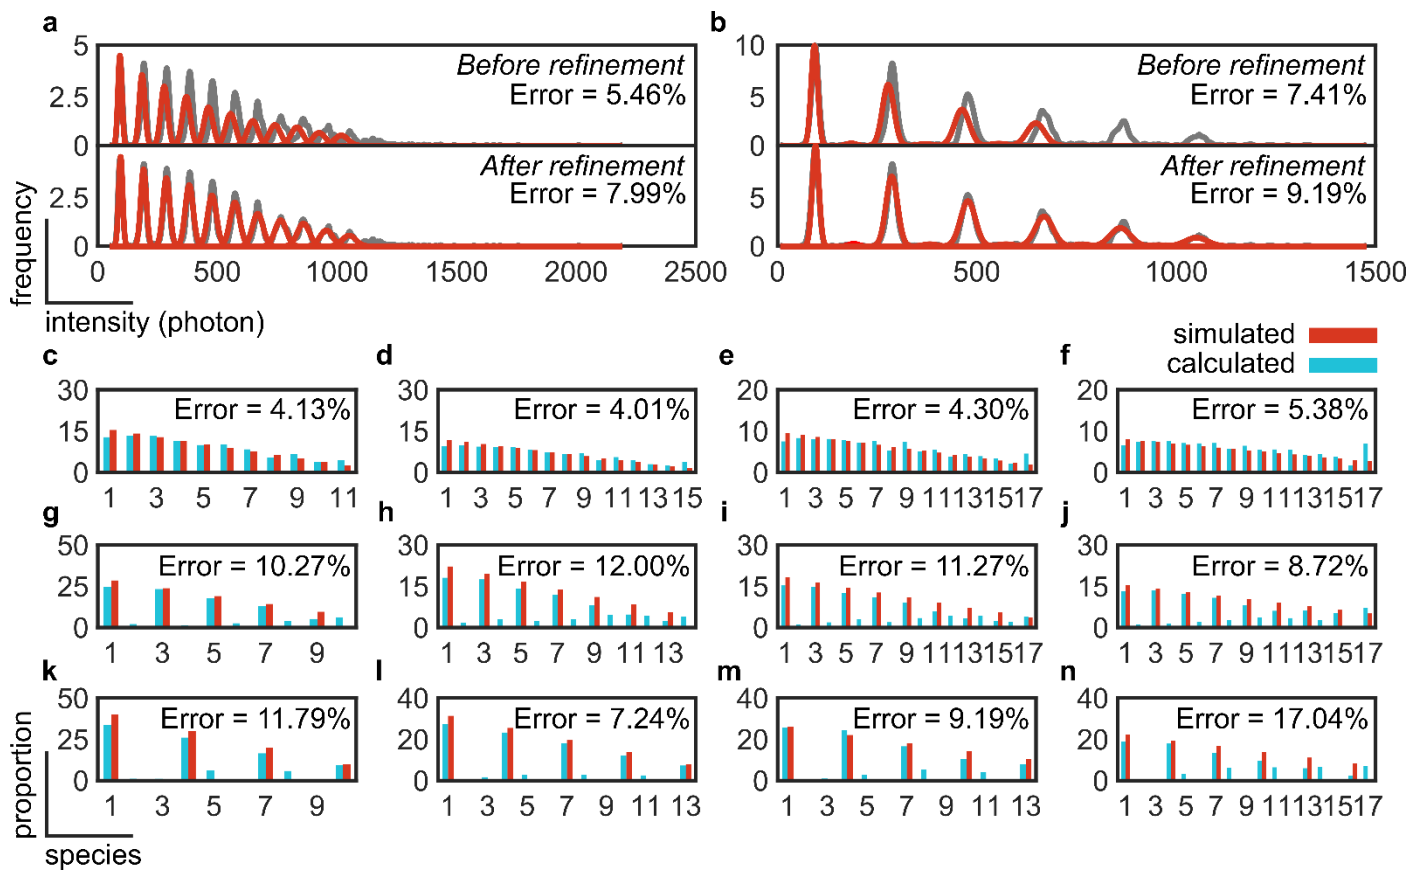 a
b
5
2.5
0
Before refinement
Error = 5.46%
5
2.5
0
After refinement
Error = 7.99%
0 500 1000 1500 2000 2500
10
5
0
Before refinement
Error = 7.41%
5
0
After refinement
Error = 9.19%
0 500 1000 1500
frequency
intensity (photon)
simulated
calculated
c
30
15
0
Error = 4.13%
1 3 5 7 9 11
d
30
15
0
Error = 4.01%
1 3 5 7 9 11 13 15
e
20
10
0
Error = 4.30%
1 3 5 7 9 11 13 15 17
f
20
10
0
Error = 5.38%
1 3 5 7 9 11 13 15 17
g
50
25
0
Error = 10.27%
1 3 5 7 9
h
30
15
0
Error = 12.00%
1 3 5 7 9 11 13
i
30
15
0
Error = 11.27%
1 3 5 7 9 11 13 15 17
j
30
15
0
Error = 8.72%
1 3 5 7 9 11 13 15 17
k
50
25
0
Error = 11.79%
1 3 5 7 9
l
40
20
0
Error = 7.24%
1 3 5 7 9 11 13
m
40
20
0
Error = 9.19%
1 3 5 7 9 11 13
n
40
20
0
Error = 17.04%
1 3 5 7 9 11 13 15 17
proportion
species